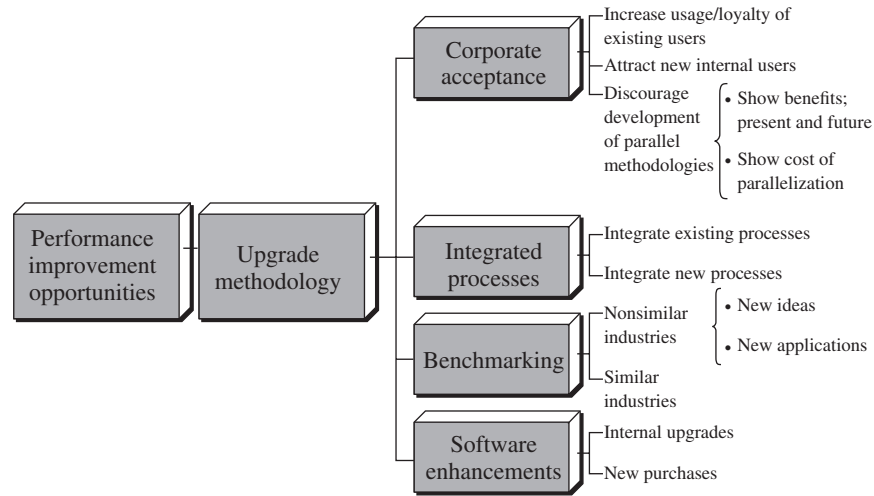 Performance
improvement
opportunities
Upgrade
methodology
Corporate
acceptance
Increase usage/loyalty of
existing users
Attract new internal users
Discourage
development
of parallel
methodologies
• Show benefits;
present and future
• Show cost of
parallelization
Integrated
processes
Integrate existing processes
Integrate new processes
Benchmarking
Nonsimilar
industries
• New ideas
• New applications
Similar
industries
Software
enhancements
Internal upgrades
New purchases